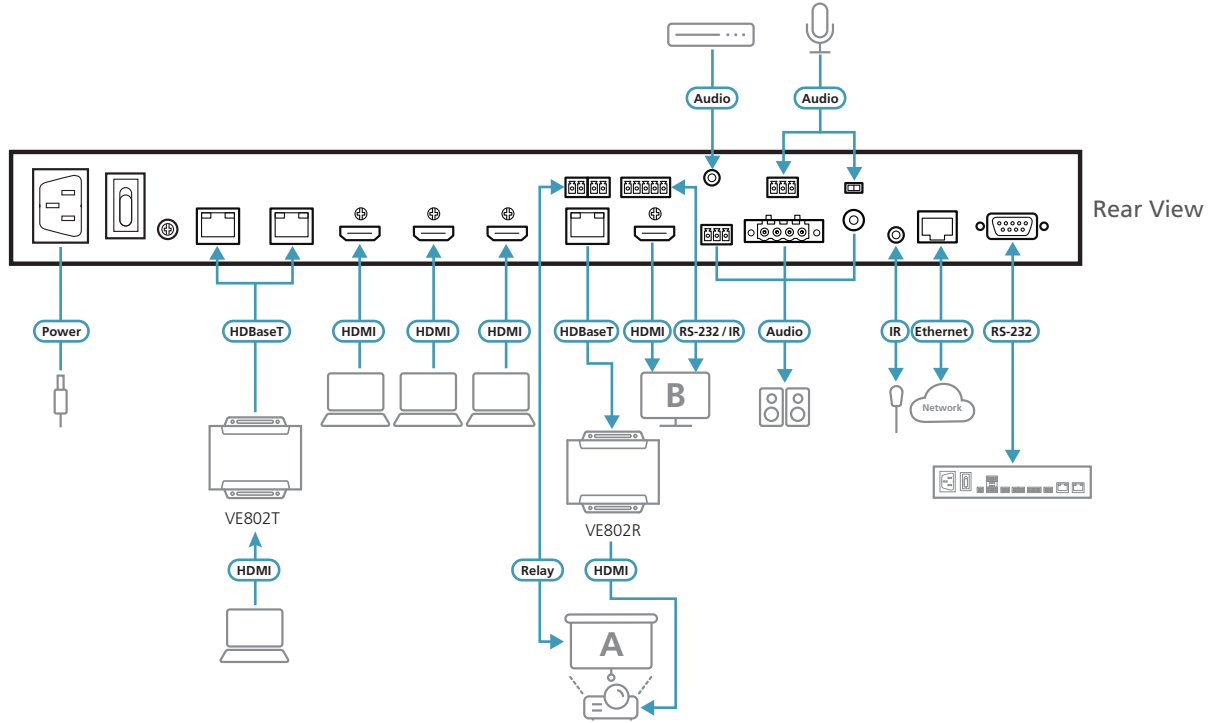 Audio
Audio
Rear View
Power
HDBaseT
HDMI
HDMI
HDMI
HDBaseT
HDMI
RS-232 / IR
Audio
IR
Ethernet
RS-232
B
Network
VE802T
VE802R
HDMI
Relay
HDMI
A